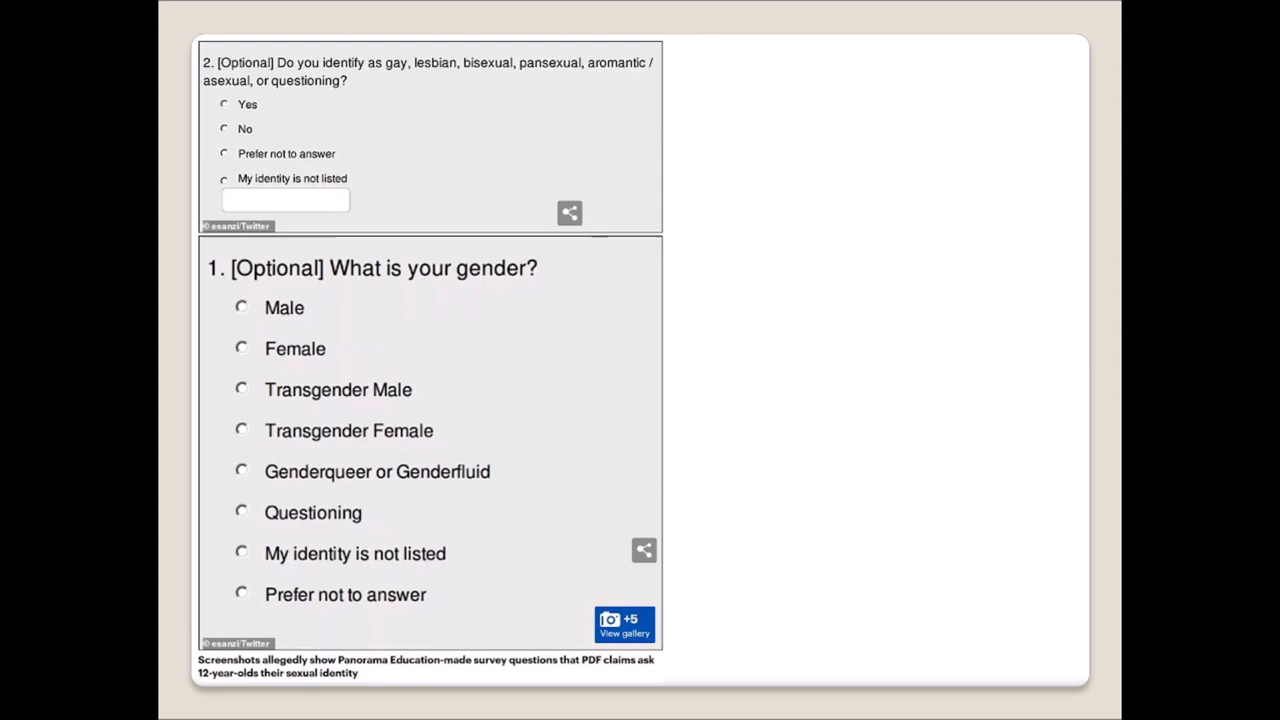 2. [Optional] Do you identify as gay, lesbian, bisexual, pansexual, aromantic /
asexual, or questioning?
Yes
No
Prefer not to answer
My identity is not listed
© esanzi/Twitter
1. [Optional] What is your gender?
Male
Female
Transgender Male
Transgender Female
Genderqueer or Genderfluid
Questioning
My identity is not listed
Prefer not to answer
+5
View gallery
© esanzi/Twitter
Screenshots allegedly show Panorama Education-made survey questions that PDF claims ask
12-year-olds their sexual identity